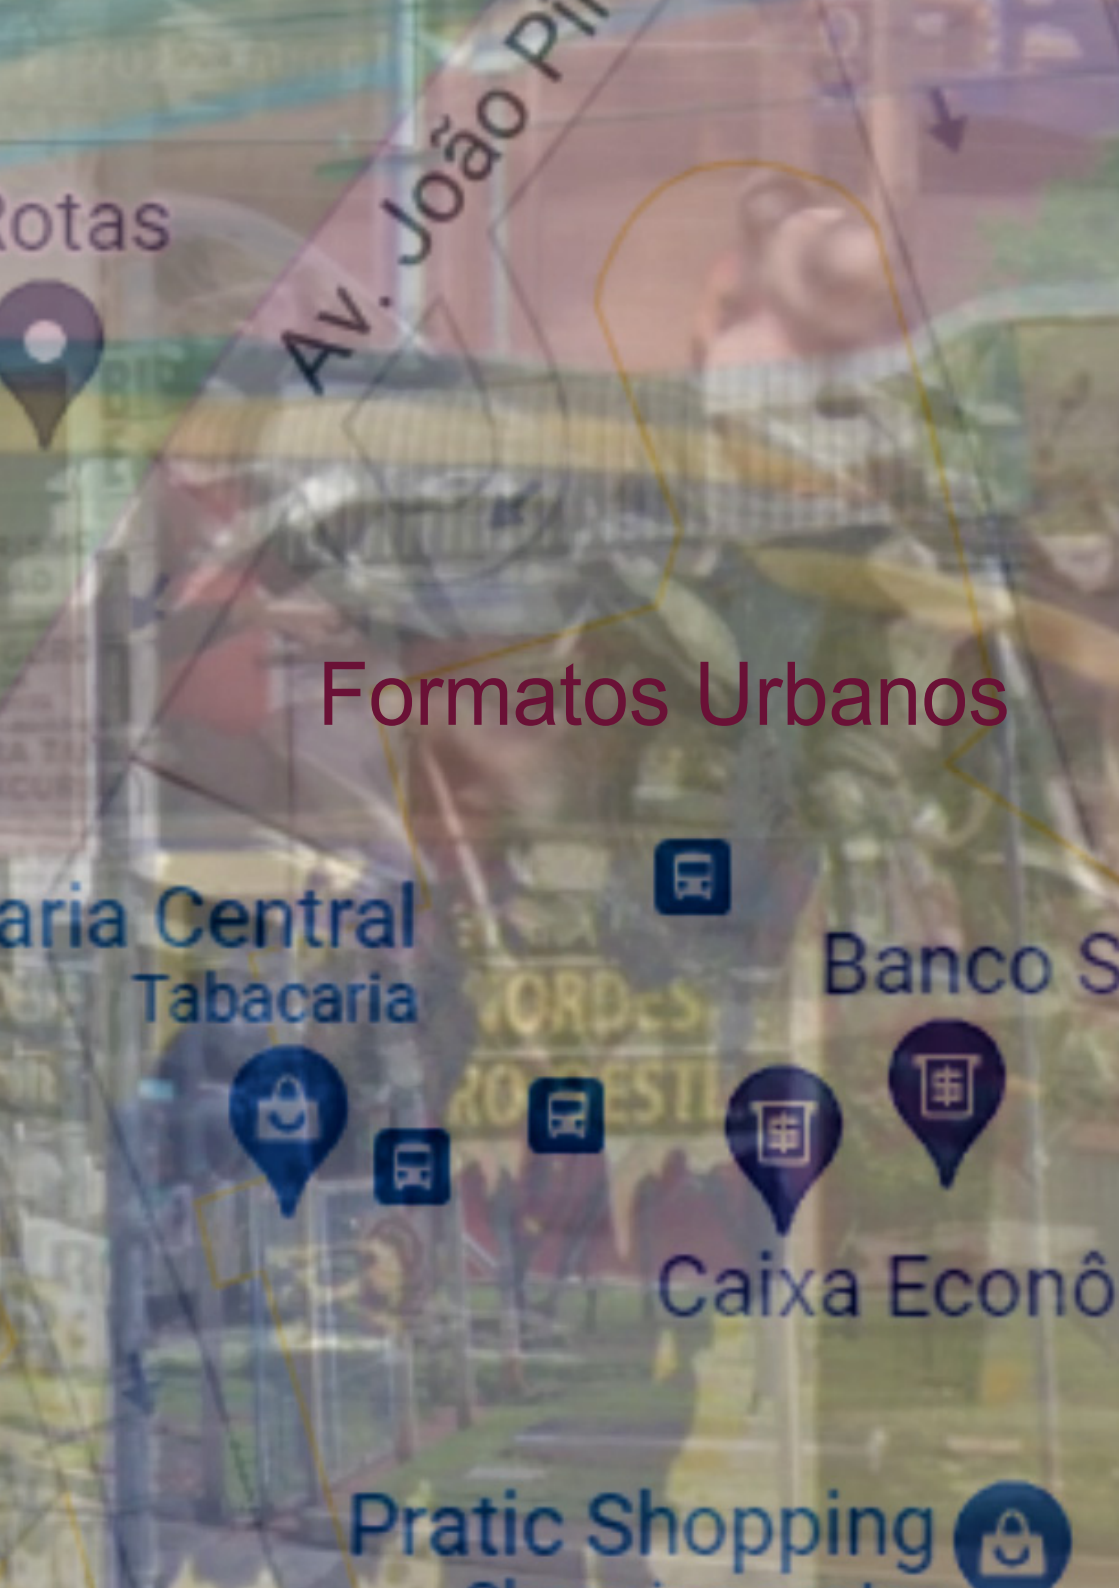 Av. João Pi
Rotas
Formatos Urbanos
aria Central
Tabacaria
Banco S
Caixa Econô
Pratic Shopping